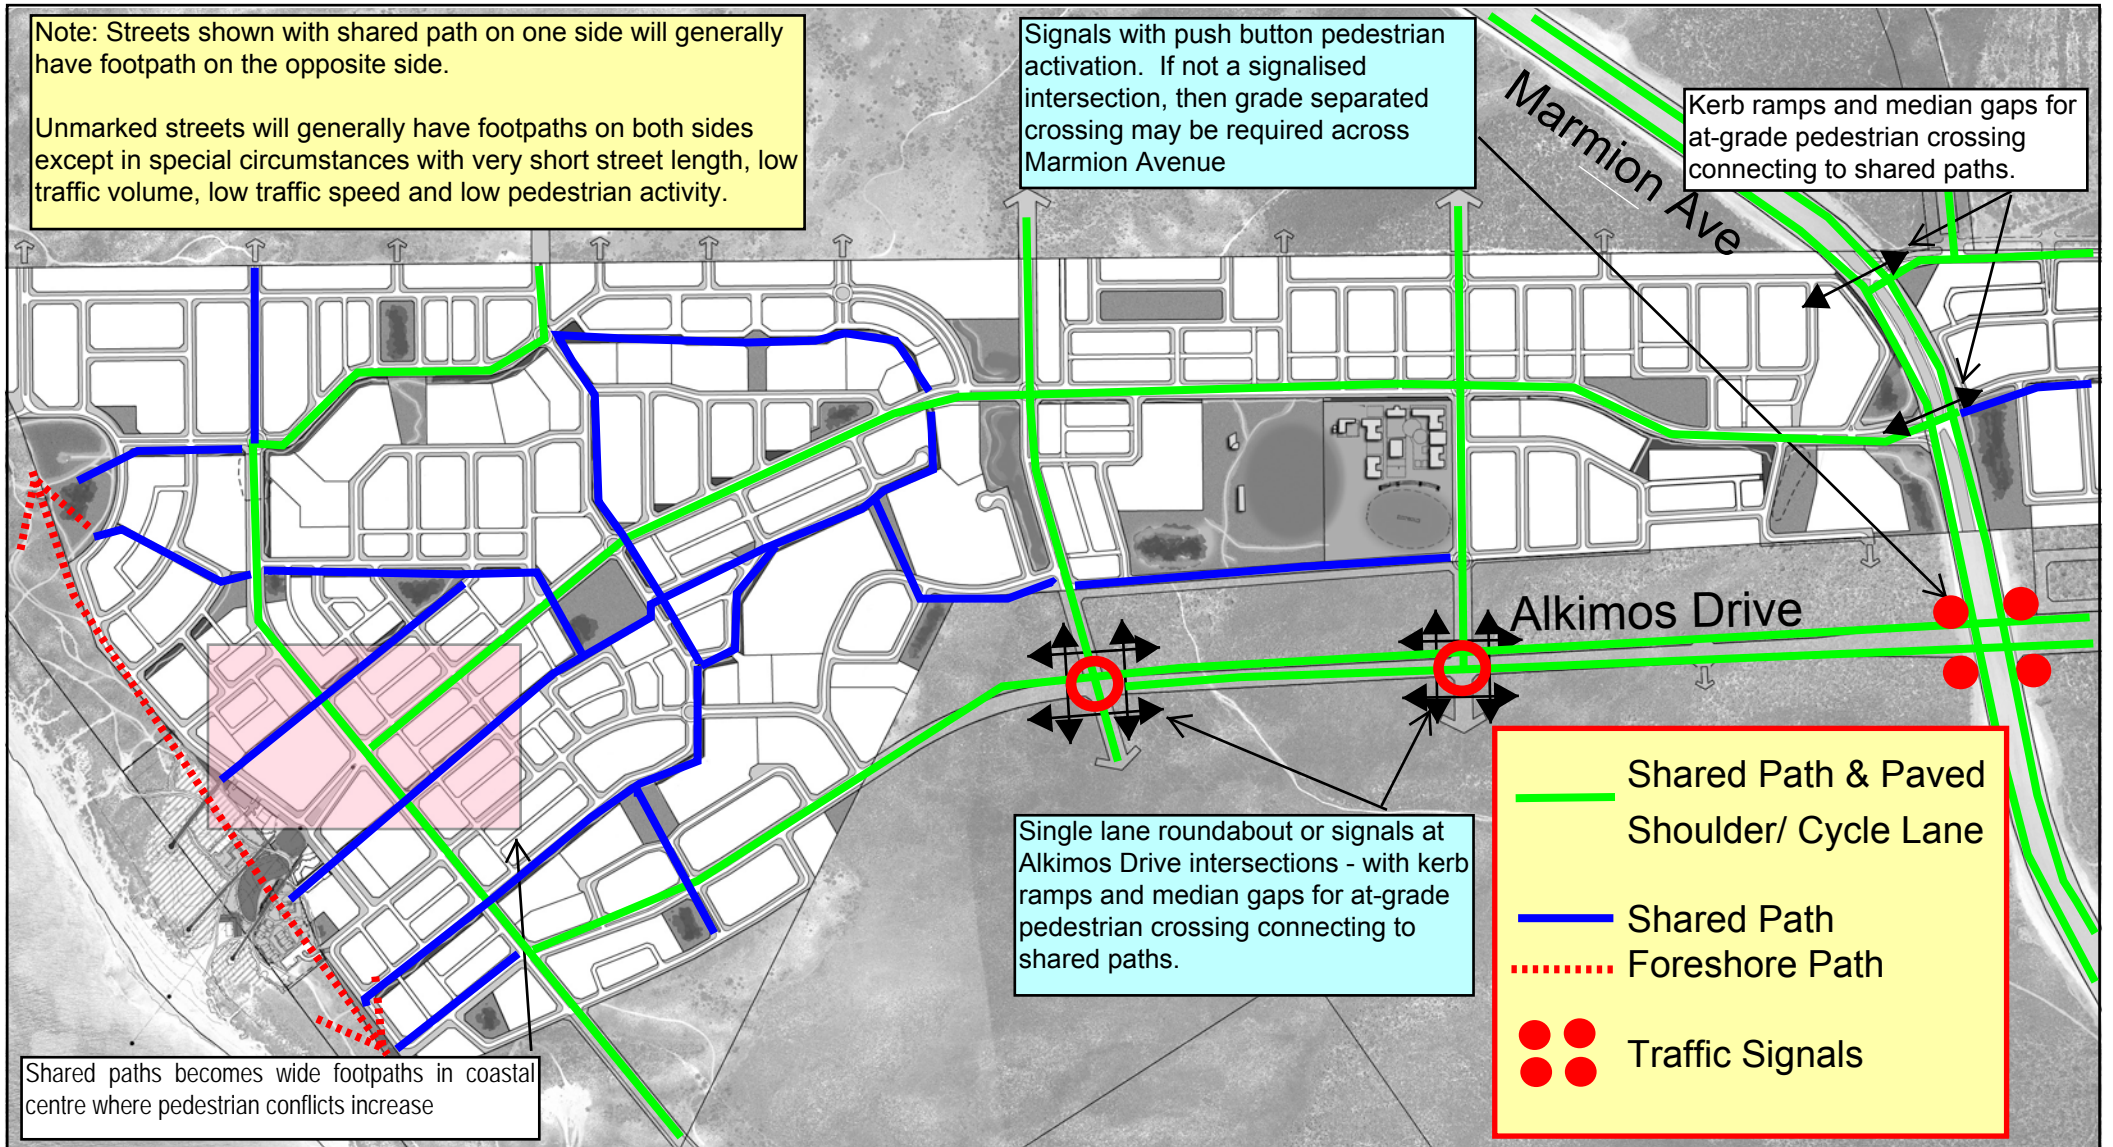 Note: Streets shown with shared path on one side will generally
have footpath on the opposite side.
Unmarked streets will generally have footpaths on both sides
except in special circumstances with very short street length, low
traffic volume, low traffic speed and low pedestrian activity.
Signals with push button pedestrian
activation. If not a signalised
intersection, then grade separated
crossing may be required across
Marmion Avenue
Marmion Ave
Kerb ramps and median gaps for
at-grade pedestrian crossing
connecting to shared paths.
Alkimos Drive
Single lane roundabout or signals at
Alkimos Drive intersections - with kerb
ramps and median gaps for at-grade
pedestrian crossing connecting to
shared paths.
Shared paths becomes wide footpaths in coastal
centre where pedestrian conflicts increase
Shared Path & Paved
Shoulder/ Cycle Lane
Shared Path
Foreshore Path
Traffic Signals